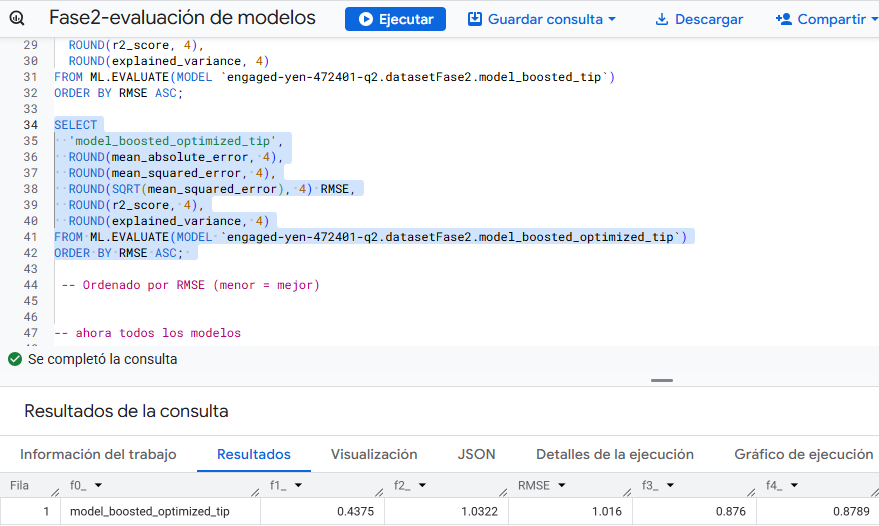 Fase2-evaluación de modelos Ejecutar Guardar consulta Descargar Compartir
29 ROUND(r2_score, 4),
30 ROUND(explained_variance, 4)
31 FROM ML.EVALUATE(MODEL `engaged-yen-472401-q2.datasetFase2.model_boosted_tip`)
32 ORDER BY RMSE ASC;
33
34 SELECT
35 'model_boosted_optimized_tip',
36 ROUND(mean_absolute_error, 4),
37 ROUND(mean_squared_error, 4),
38 ROUND(SQRT(mean_squared_error), 4) RMSE,
39 ROUND(r2_score, 4),
40 ROUND(explained_variance, 4)
41 FROM ML.EVALUATE(MODEL `engaged-yen-472401-q2.datasetFase2.model_boosted_optimized_tip`)
42 ORDER BY RMSE ASC;
43
44 -- Ordenado por RMSE (menor = mejor)
45
46
47 -- ahora todos los modelos
Se completó la consulta
Resultados de la consulta
Información del trabajo Resultados Visualización JSON Detalles de la ejecución Gráfico de ejecución
Fila f0_ f1_ f2_ RMSE f3_ f4_
1 model_boosted_optimized_tip 0.4375 1.0322 1.016 0.876 0.8789